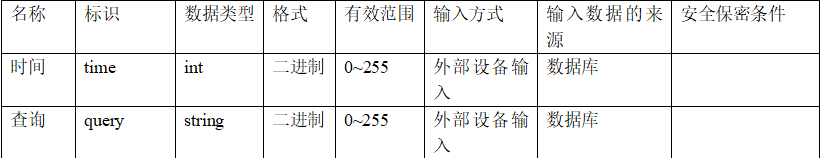 名称 标识 数据类型 格式 有效范围 输入方式 输入数据的来 安全保密条件
源
时间 time int 二进制 0~255 外部设备输 数据库
入
查询 query string 二进制 0~255 外部设备输 数据库
入